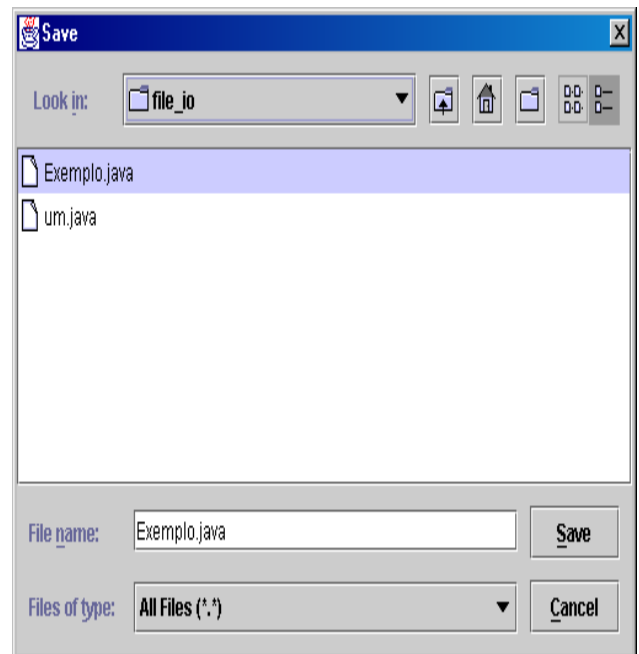 Save
Look in: file_io
Exemplo.java
um.java
File name: Exemplo.java Save
Files of type: All Files (*.*) Cancel